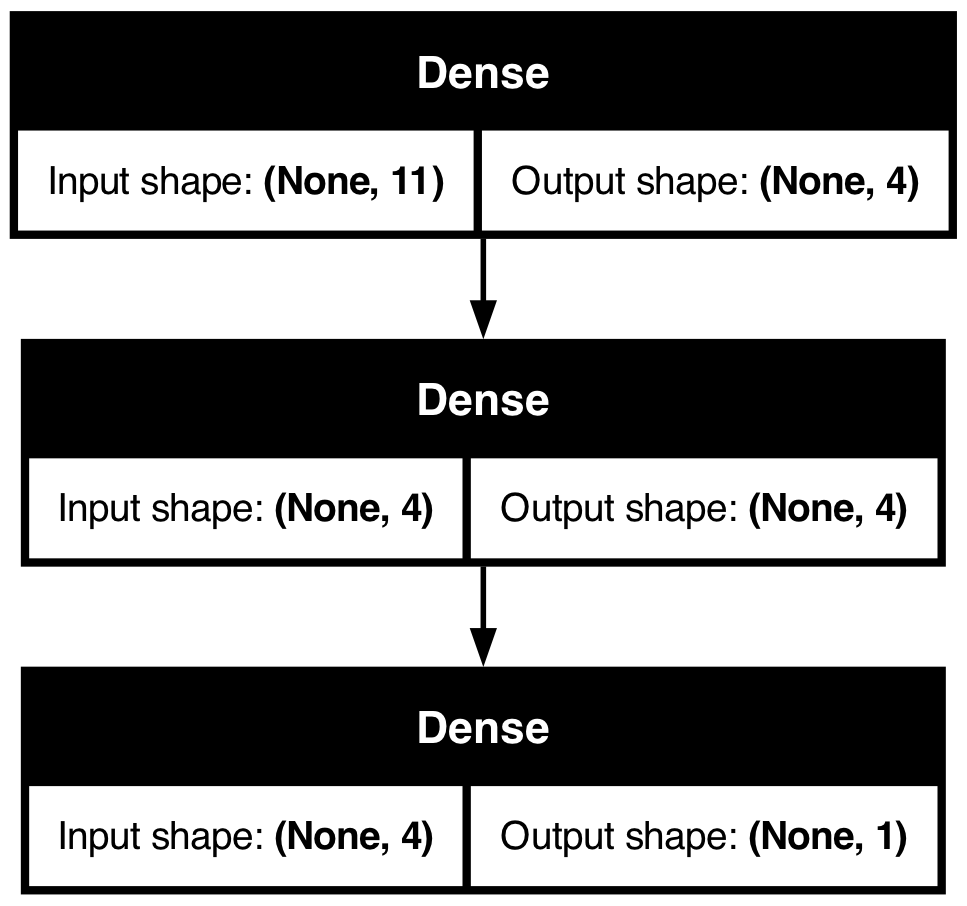 Dense
Input shape: (None, 11) Output shape: (None, 4)
Dense
Input shape: (None, 4) Output shape: (None, 4)
Dense
Input shape: (None, 4) Output shape: (None, 1)